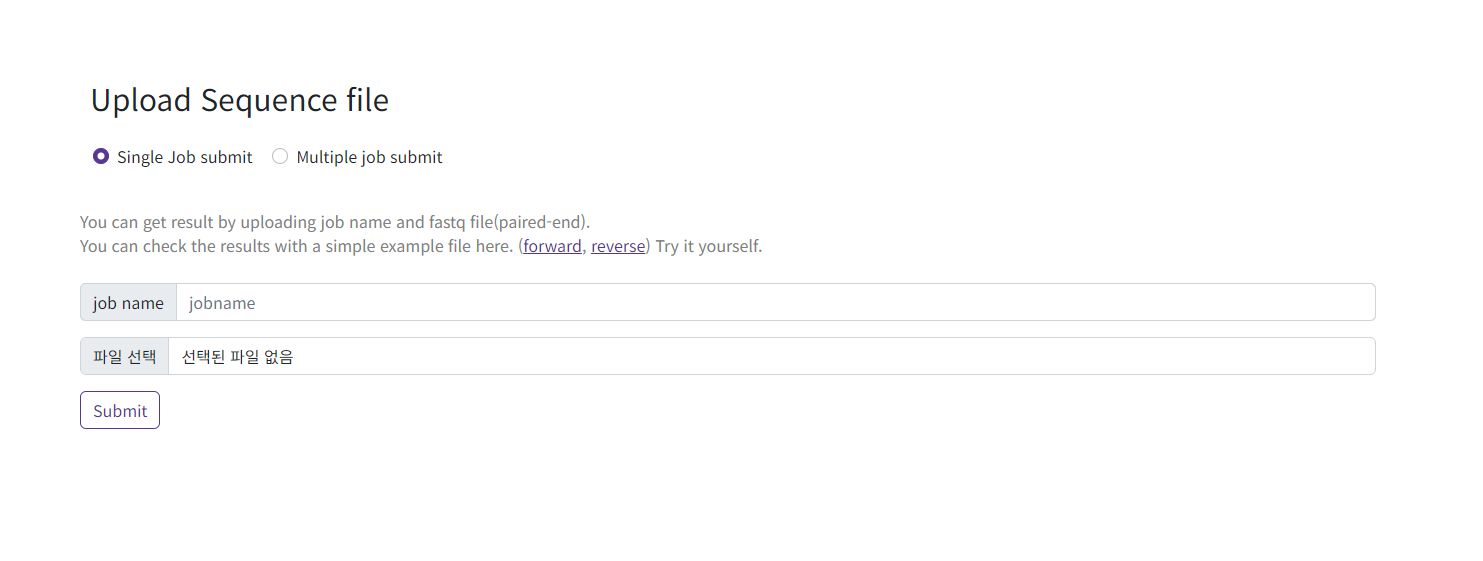 Upload Sequence file
Single Job submit Multiple job submit
You can get result by uploading job name and fastq file(paired-end).
You can check the results with a simple example file here. (forward, reverse) Try it yourself.
job name jobname
파일 선택 선택된 파일 없음
Submit